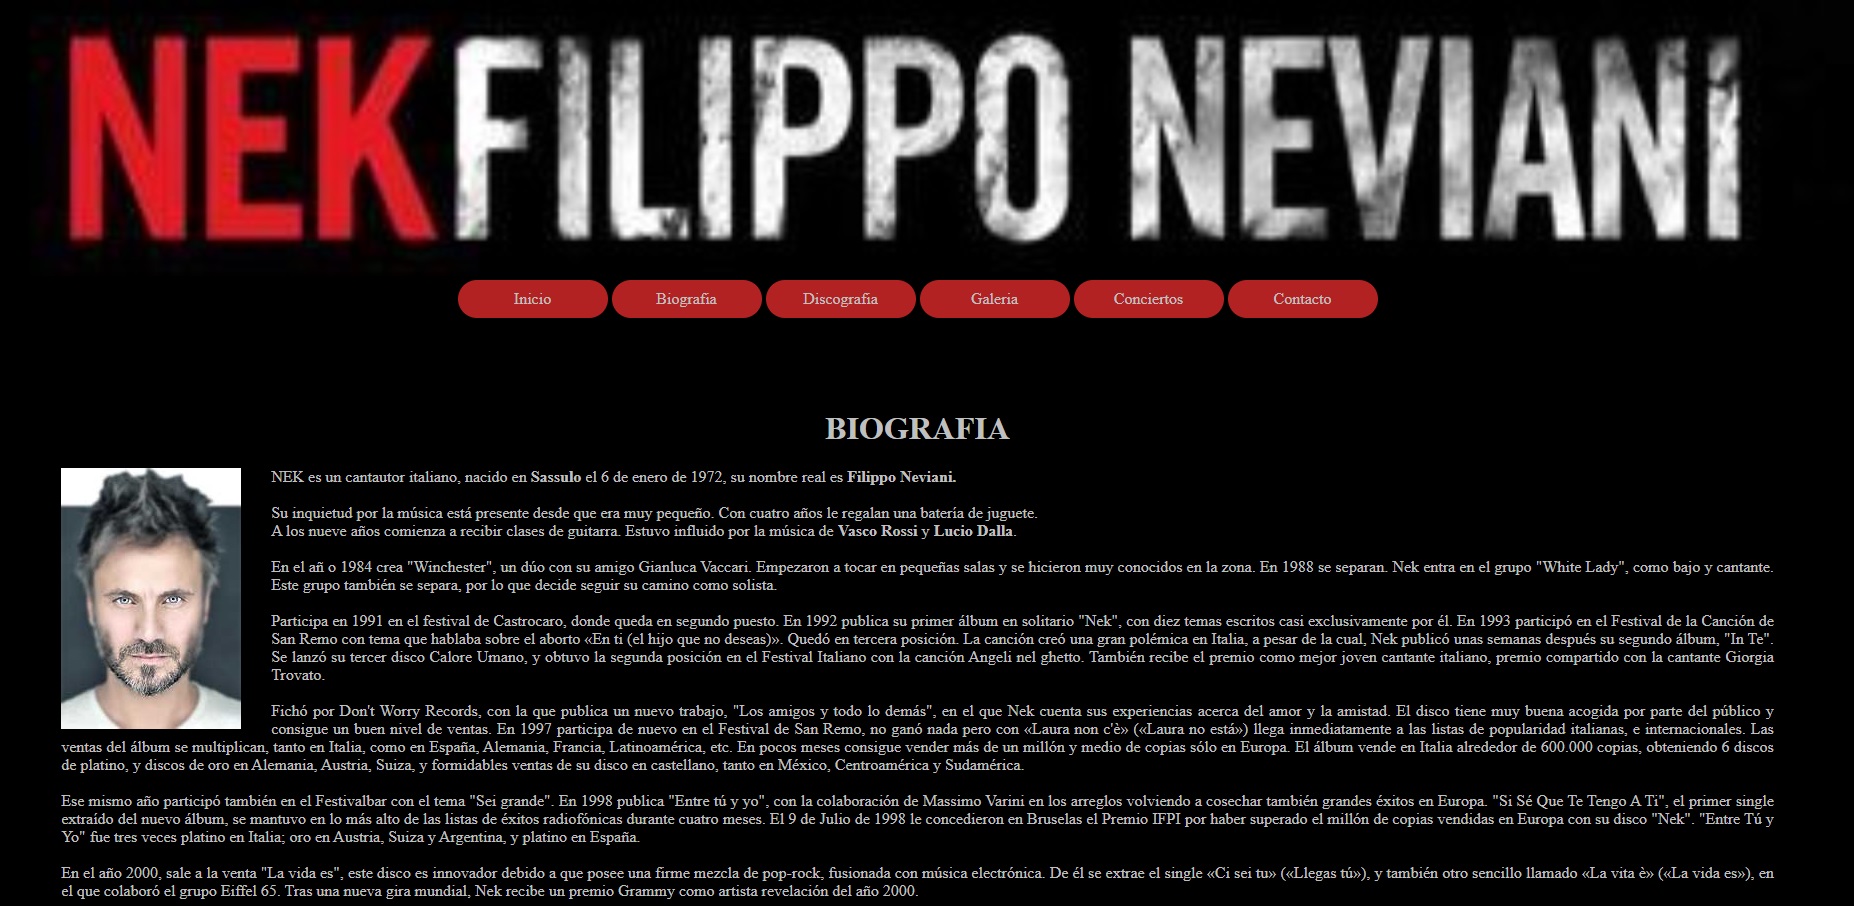 NEKFILIPPO NEVIANI
Inicio Biografía Discografía Galeria Conciertos Contacto
BIOGRAFIA
NEK es un cantautor italiano, nacido en Sassulo el 6 de enero de 1972, su nombre real es Filippo Neviani.
Su inquietud por la música está presente desde que era muy pequeño. Con cuatro años le regalan una batería de juguete.
A los nueve años comienza a recibir clases de guitarra. Estuvo influido por la música de Vasco Rossi y Lucio Dalla.
En el añ o 1984 crea "Winchester", un dúo con su amigo Gianluca Vaccari. Empezaron a tocar en pequeñas salas y se hicieron muy conocidos en la zona. En 1988 se separan. Nek entra en el grupo "White Lady", como bajo y cantante.
Este grupo también se separa, por lo que decide seguir su camino como solista.
Participa en 1991 en el festival de Castrocaro, donde queda en segundo puesto. En 1992 publica su primer álbum en solitario "Nek", con diez temas escritos casi exclusivamente por él. En 1993 participó en el Festival de la Canción de
San Remo con tema que hablaba sobre el aborto «En ti (el hijo que no deseas)». Quedó en tercera posición. La canción creó una gran polémica en Italia, a pesar de la cual, Nek publicó unas semanas después su segundo álbum, "In Te".
Se lanzó su tercer disco Calore Umano, y obtuvo la segunda posición en el Festival Italiano con la canción Angeli nel ghetto. También recibe el premio como mejor joven cantante italiano, premio compartido con la cantante Giorgia
Trovato.
Fichó por Don't Worry Records, con la que publica un nuevo trabajo, "Los amigos y todo lo demás", en el que Nek cuenta sus experiencias acerca del amor y la amistad. El disco tiene muy buena acogida por parte del público y
consigue un buen nivel de ventas. En 1997 participa de nuevo en el Festival de San Remo, no ganó nada pero con «Laura non c'è» («Laura no está») llega inmediatamente a las listas de popularidad italianas, e internacionales. Las
ventas del álbum se multiplican, tanto en Italia, como en España, Alemania, Francia, Latinoamérica, etc. En pocos meses consigue vender más de un millón y medio de copias sólo en Europa. El álbum vende en Italia alrededor de 600.000 copias, obteniendo 6 discos
de platino, y discos de oro en Alemania, Austria, Suiza, y formidables ventas de su disco en castellano, tanto en México, Centroamérica y Sudamérica.
Ese mismo año participó también en el Festivalbar con el tema "Sei grande". En 1998 publica "Entre tú y yo", con la colaboración de Massimo Varini en los arreglos volviendo a cosechar también grandes éxitos en Europa. "Si Sé Que Te Tengo A Ti", el primer single
extraído del nuevo álbum, se mantuvo en lo más alto de las listas de éxitos radiofónicas durante cuatro meses. El 9 de Julio de 1998 le concedieron en Bruselas el Premio IFPI por haber superado el millón de copias vendidas en Europa con su disco "Nek". "Entre Tú y
Yo" fue tres veces platino en Italia; oro en Austria, Suiza y Argentina, y platino en España.
En el año 2000, sale a la venta "La vida es", este disco es innovador debido a que posee una firme mezcla de pop-rock, fusionada con música electrónica. De él se extrae el single «Ci sei tu» («Llegas tú»), y también otro sencillo llamado «La vita è» («La vida es»), en
el que colaboró el grupo Eiffel 65. Tras una nueva gira mundial, Nek recibe un premio Grammy como artista revelación del año 2000.